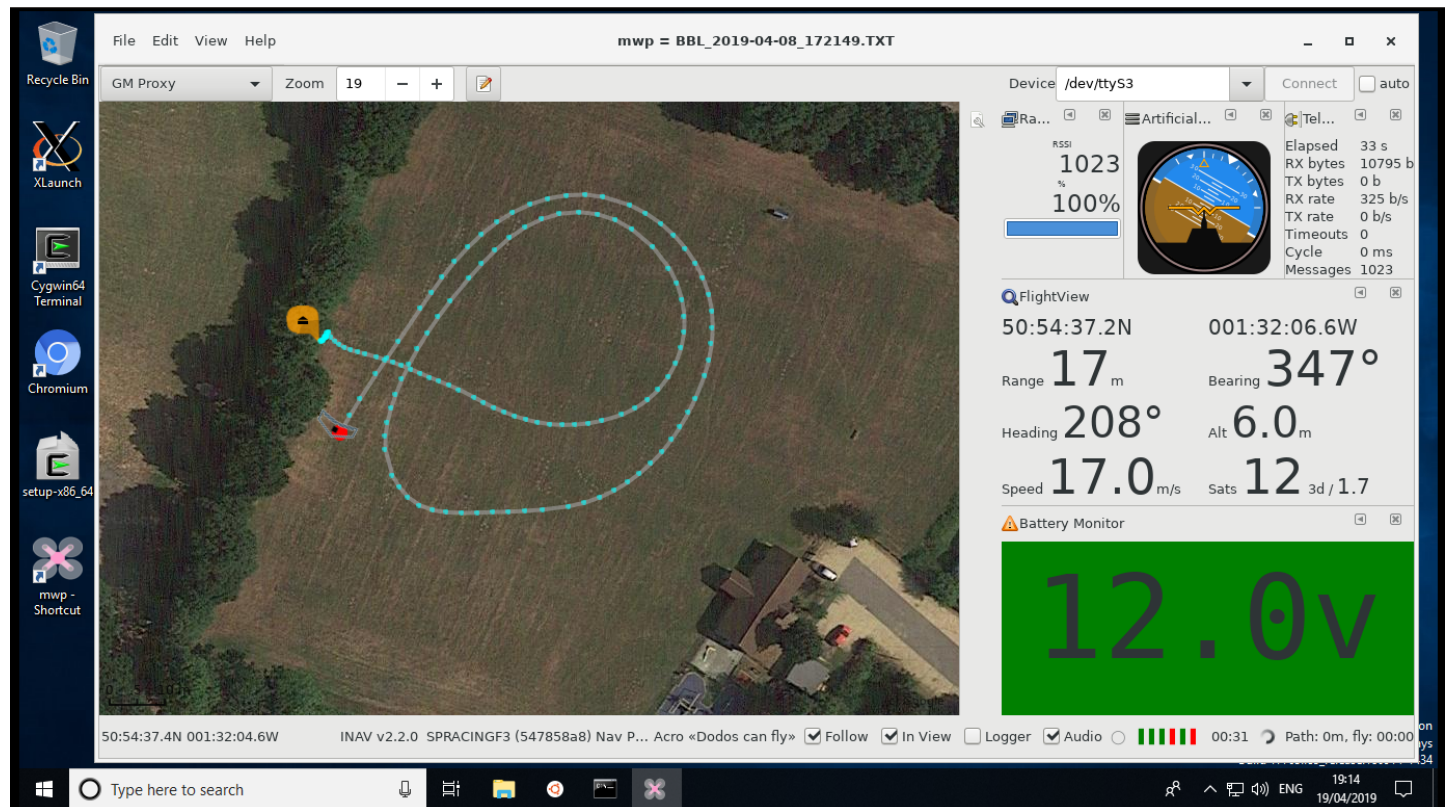 Recycle Bin
XLaunch
Cygwin64
Terminal
Chromium
setup-x86_64
mwp -
Shortcut
File Edit View Help
mwp = BBL_2019-04-08_172149.TXT
GM Proxy
Zoom 19 − +
Device /dev/ttyS3
Connect
auto
Ra...
RSSI
1023
%
100%
Artificial...
Tel...
Elapsed 33 s
RX bytes 10795 b
TX bytes 0 b
RX rate 325 b/s
TX rate 0 b/s
Timeouts 0
Cycle 0 ms
Messages 1023
FlightView
50:54:37.2N 001:32:06.6W
Range 17 m Bearing 347°
Heading 208° Alt 6.0 m
Speed 17.0 m/s Sats 12 3d / 1.7
Battery Monitor
12.0v
50:54:37.4N 001:32:04.6W INAV v2.2.0 SPRACINGF3 (547858a8) Nav P... Acro «Dodos can fly» Follow In View Logger Audio 00:31 Path: 0m, fly: 00:00
Type here to search
ENG
19:14
19/04/2019